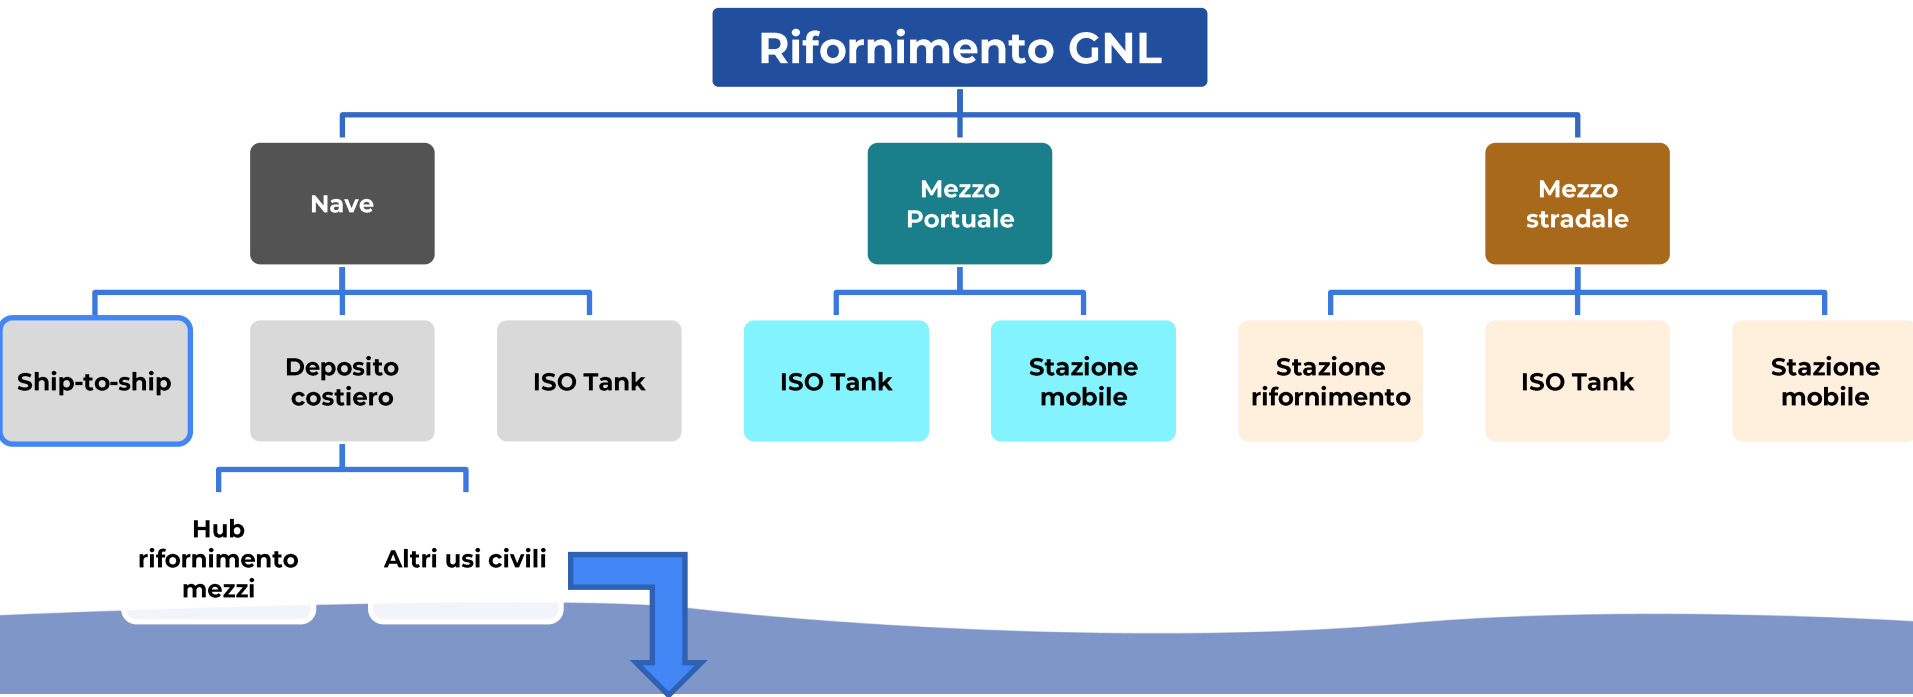 Rifornimento GNL
Nave
Mezzo
Portuale
Mezzo
stradale
Ship-to-ship
Deposito
costiero
ISO Tank
ISO Tank
Stazione
mobile
Stazione
rifornimento
ISO Tank
Stazione
mobile
Hub
rifornimento
mezzi
Altri usi civili